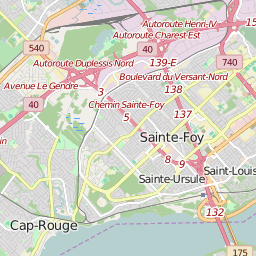 Autoroute Henri-IV
Autoroute Charest Est
540
40
Autoroute Duplessis Nord
139-E
740
Boulevard du Versant-Nord
Avenue Le Gendre
3
138
40
Chemin Sainte-Foy
5
137
Sainte-Foy
8
9
Saint-Louis
Sainte-Ursule
132
Cap-Rouge
175